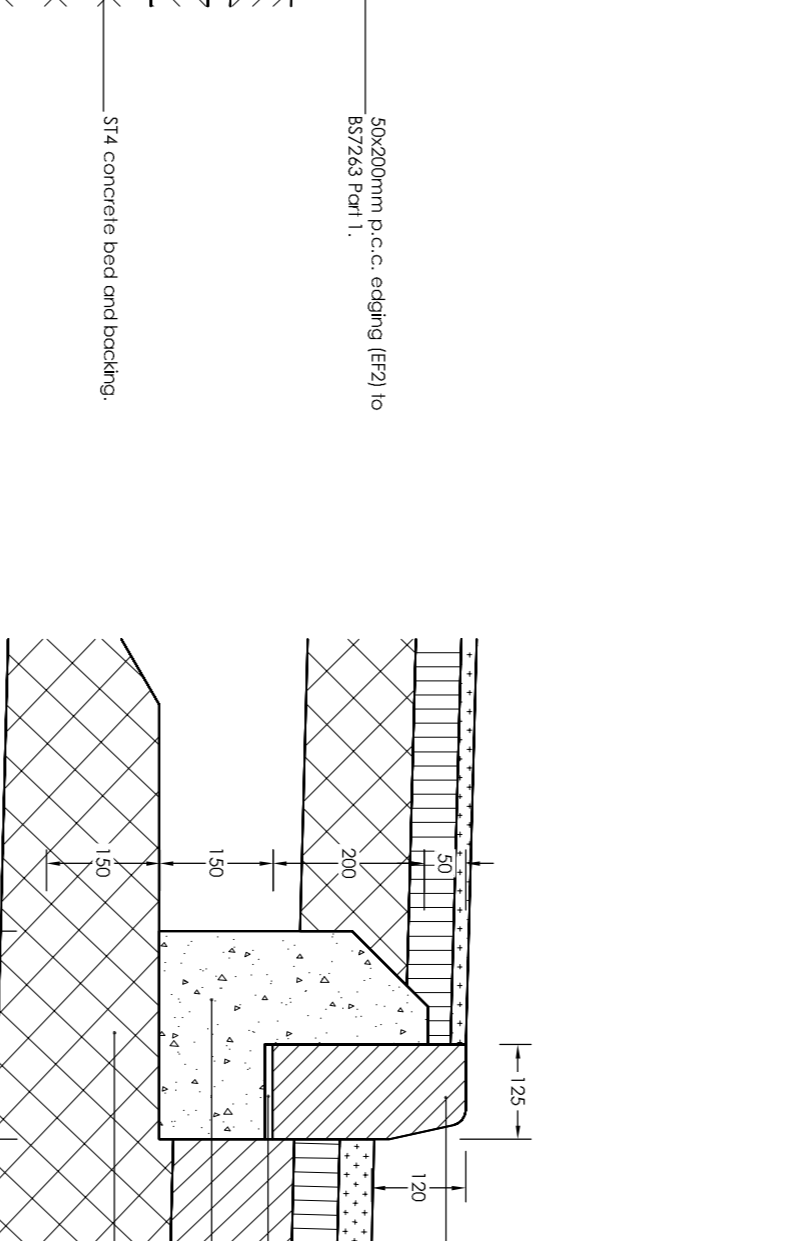 50x200mm p.c.c. edging (EF2) to
BS7263 Part 1.
ST4 concrete bed and backing.
50
200
150
150
125
120